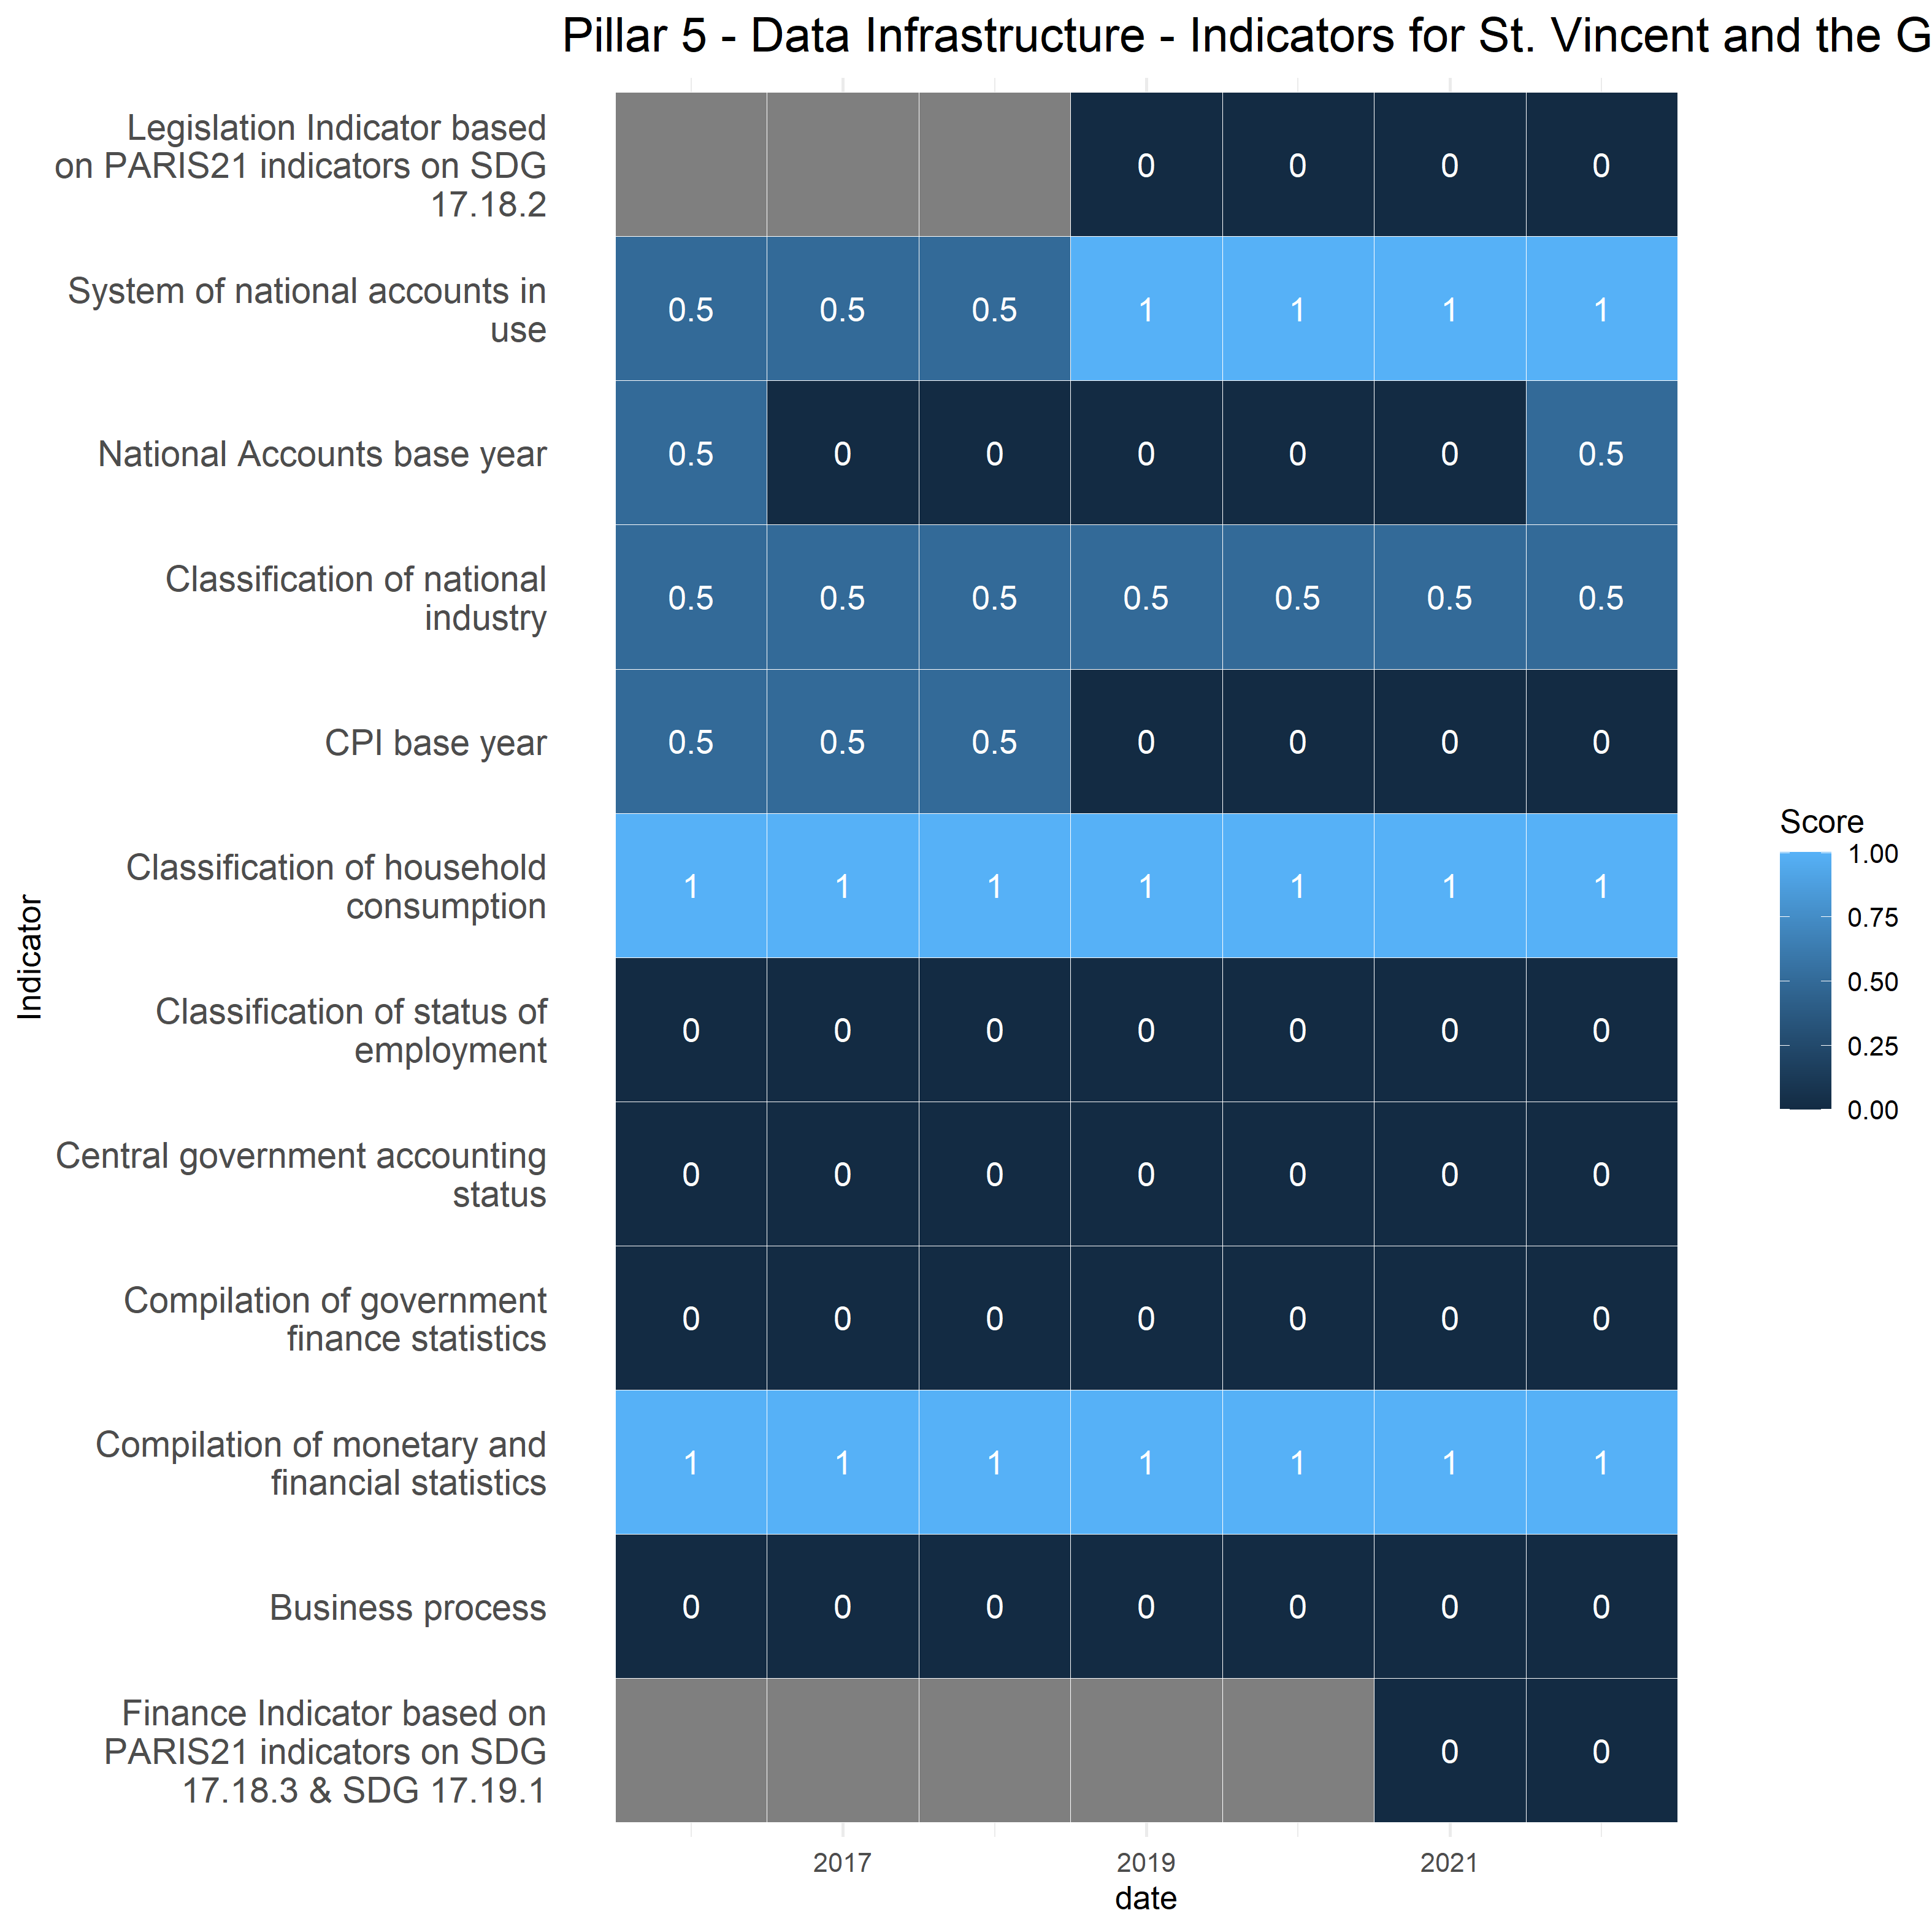 Pillar 5 - Data Infrastructure - Indicators for St. Vincent and the G
Legislation Indicator based
on PARIS21 indicators on SDG
17.18.2
0 0 0 0
System of national accounts in
use
0.5 0.5 0.5 1 1 1 1
National Accounts base year
0.5 0 0 0 0 0 0.5
Classification of national
industry
0.5 0.5 0.5 0.5 0.5 0.5 0.5
CPI base year
0.5 0.5 0.5 0 0 0 0
Classification of household
consumption
1 1 1 1 1 1 1
Classification of status of
employment
0 0 0 0 0 0 0
Central government accounting
status
0 0 0 0 0 0 0
Compilation of government
finance statistics
0 0 0 0 0 0 0
Compilation of monetary and
financial statistics
1 1 1 1 1 1 1
Business process
0 0 0 0 0 0 0
Finance Indicator based on
PARIS21 indicators on SDG
17.18.3 & SDG 17.19.1
0 0
2017 2019 2021
date
Indicator
Score
1.00
0.75
0.50
0.25
0.00